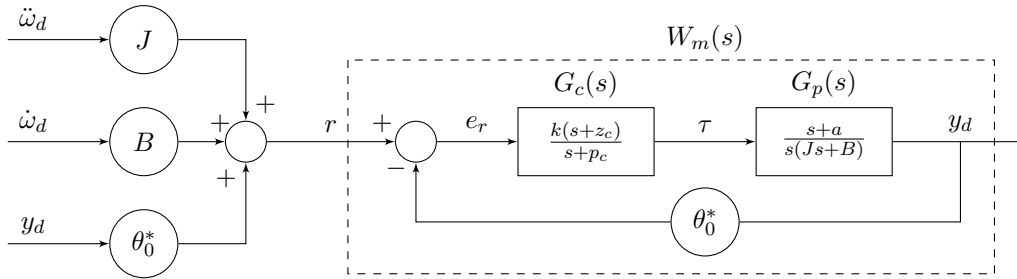 ω̈_d
J
W_m(s)
+
G_c(s)
G_p(s)
ω̇_d
B
+
r
+
e_r
k(s+z_c)
s+p_c
τ
s+a
s(Js+B)
y_d
+
−
y_d
θ_0^*
θ_0^*